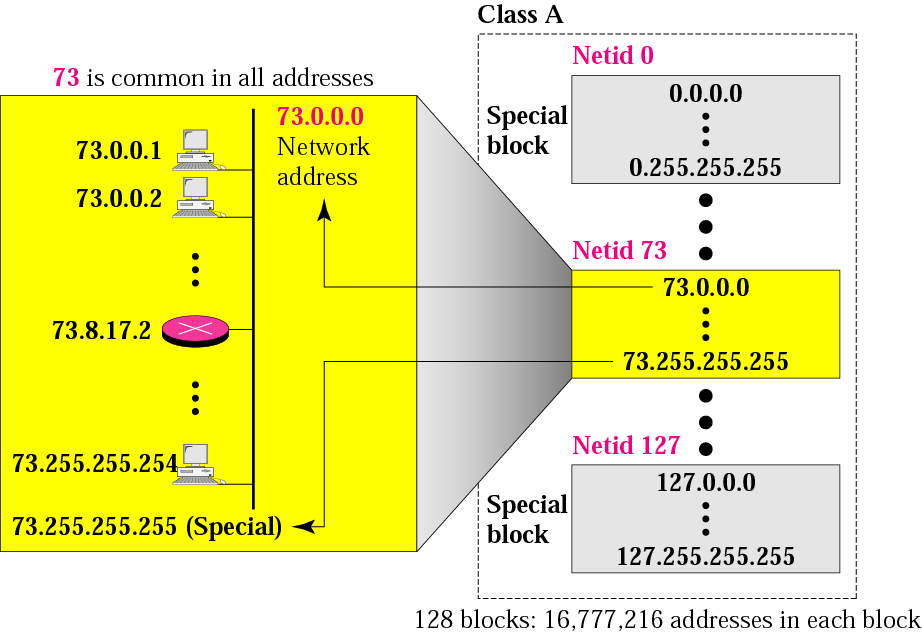 Class A
73 is common in all addresses
73.0.0.0
Network
address
73.0.0.1
73.0.0.2
73.8.17.2
73.255.255.254
73.255.255.255 (Special)
Netid 0
Special
block
0.0.0.0
0.255.255.255
Netid 73
73.0.0.0
73.255.255.255
Netid 127
Special
block
127.0.0.0
127.255.255.255
128 blocks: 16,777,216 addresses in each block